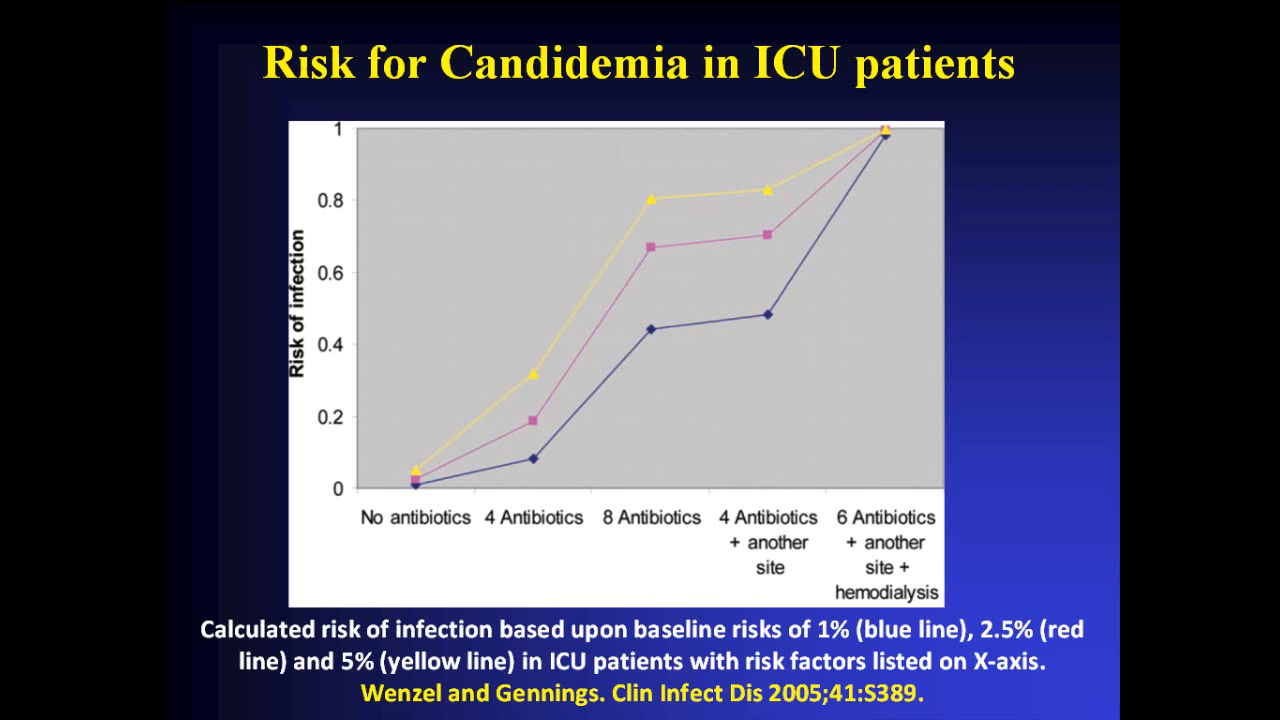 Risk for Candidemia in ICU patients
1
0.8
0.6
0.4
0.2
0
Risk of infection
No antibiotics
4 Antibiotics
8 Antibiotics
4 Antibiotics
+ another
site
6 Antibiotics
+ another
site +
hemodialysis
Calculated risk of infection based upon baseline risks of 1% (blue line), 2.5% (red
line) and 5% (yellow line) in ICU patients with risk factors listed on X-axis.
Wenzel and Gennings. Clin Infect Dis 2005;41:S389.